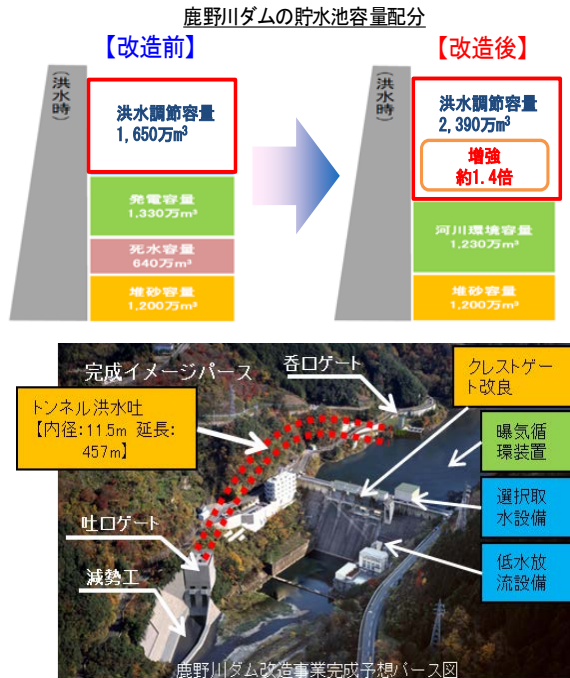 鹿野川ダムの貯水池容量配分
【改造前】
(洪水時)
洪水調節容量
1,650万m³
発電容量
1,330万m³
死水容量
640万m³
堆砂容量
1,200万m³
【改造後】
(洪水時)
洪水調節容量
2,390万m³
増強
約1.4倍
河川環境容量
1,230万m³
堆砂容量
1,200万m³
完成イメージパース
呑口ゲート
クレストゲー
ト改良
トンネル洪水吐
【内径:11.5m 延長:
457m】
曝気循
環装置
選択取
水設備
吐口ゲート
低水放
流設備
減勢工
鹿野川ダム改造事業完成予想パース図